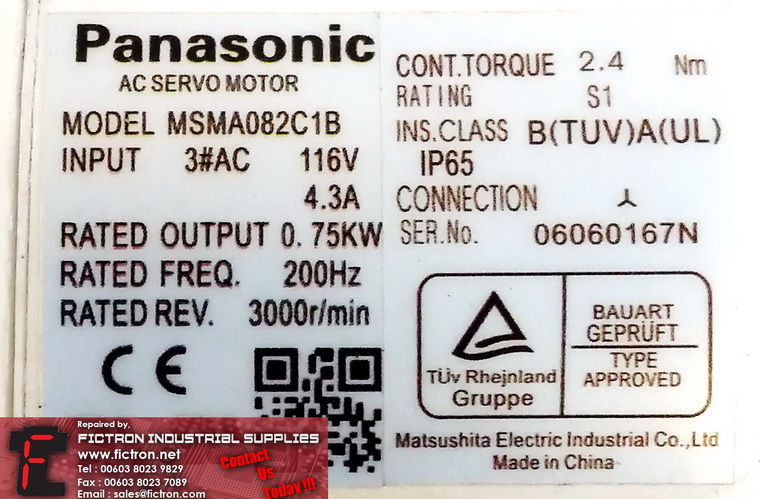 Panasonic
AC SERVO MOTOR
MODEL MSMA082C1B
INPUT 3#AC 116V
4.3A
RATED OUTPUT 0.75KW
RATED FREQ. 200Hz
RATED REV. 3000r/min
CE
CONT.TORQUE 2.4 Nm
RATING S1
INS.CLASS B(TUV)A(UL)
IP65
CONNECTION
SER.No. 06060167N
TÜv Rhejnland
Gruppe
BAUART
GEPRÜFT
TYPE
APPROVED
Matsushita Electric Industrial Co.,Ltd
Made in China
Repaired by,
FICTRON INDUSTRIAL SUPPLIES
www.fictron.net
Tel : 00603 8023 9829
Fax : 00603 8023 7089
Email : sales@fictron.com
Contact
Us
Today !!!